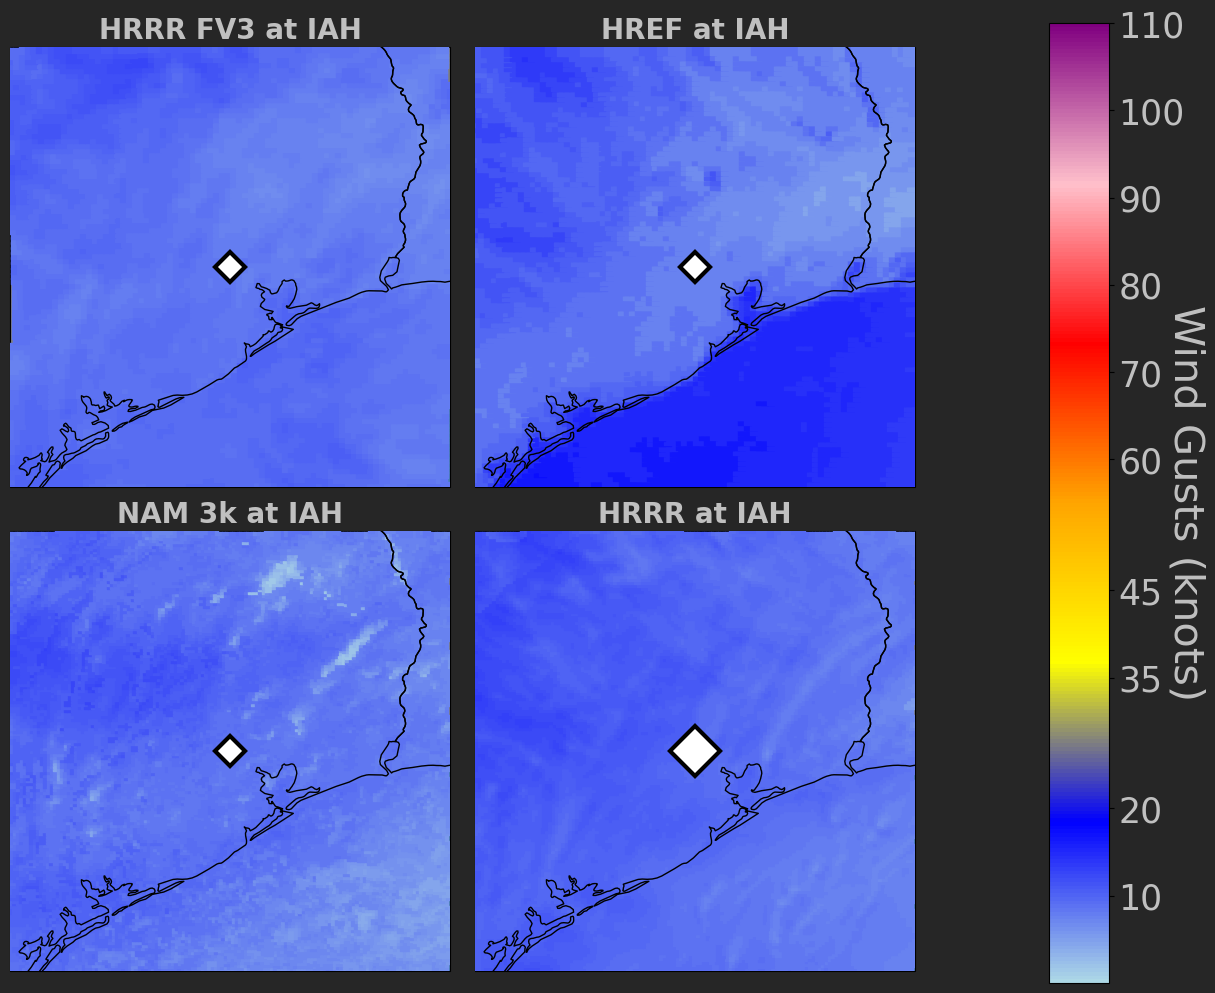 HRRR FV3 at IAH
HREF at IAH
NAM 3k at IAH
HRRR at IAH
110
100
90
80
70
60
45
35
20
10
Wind Gusts (knots)